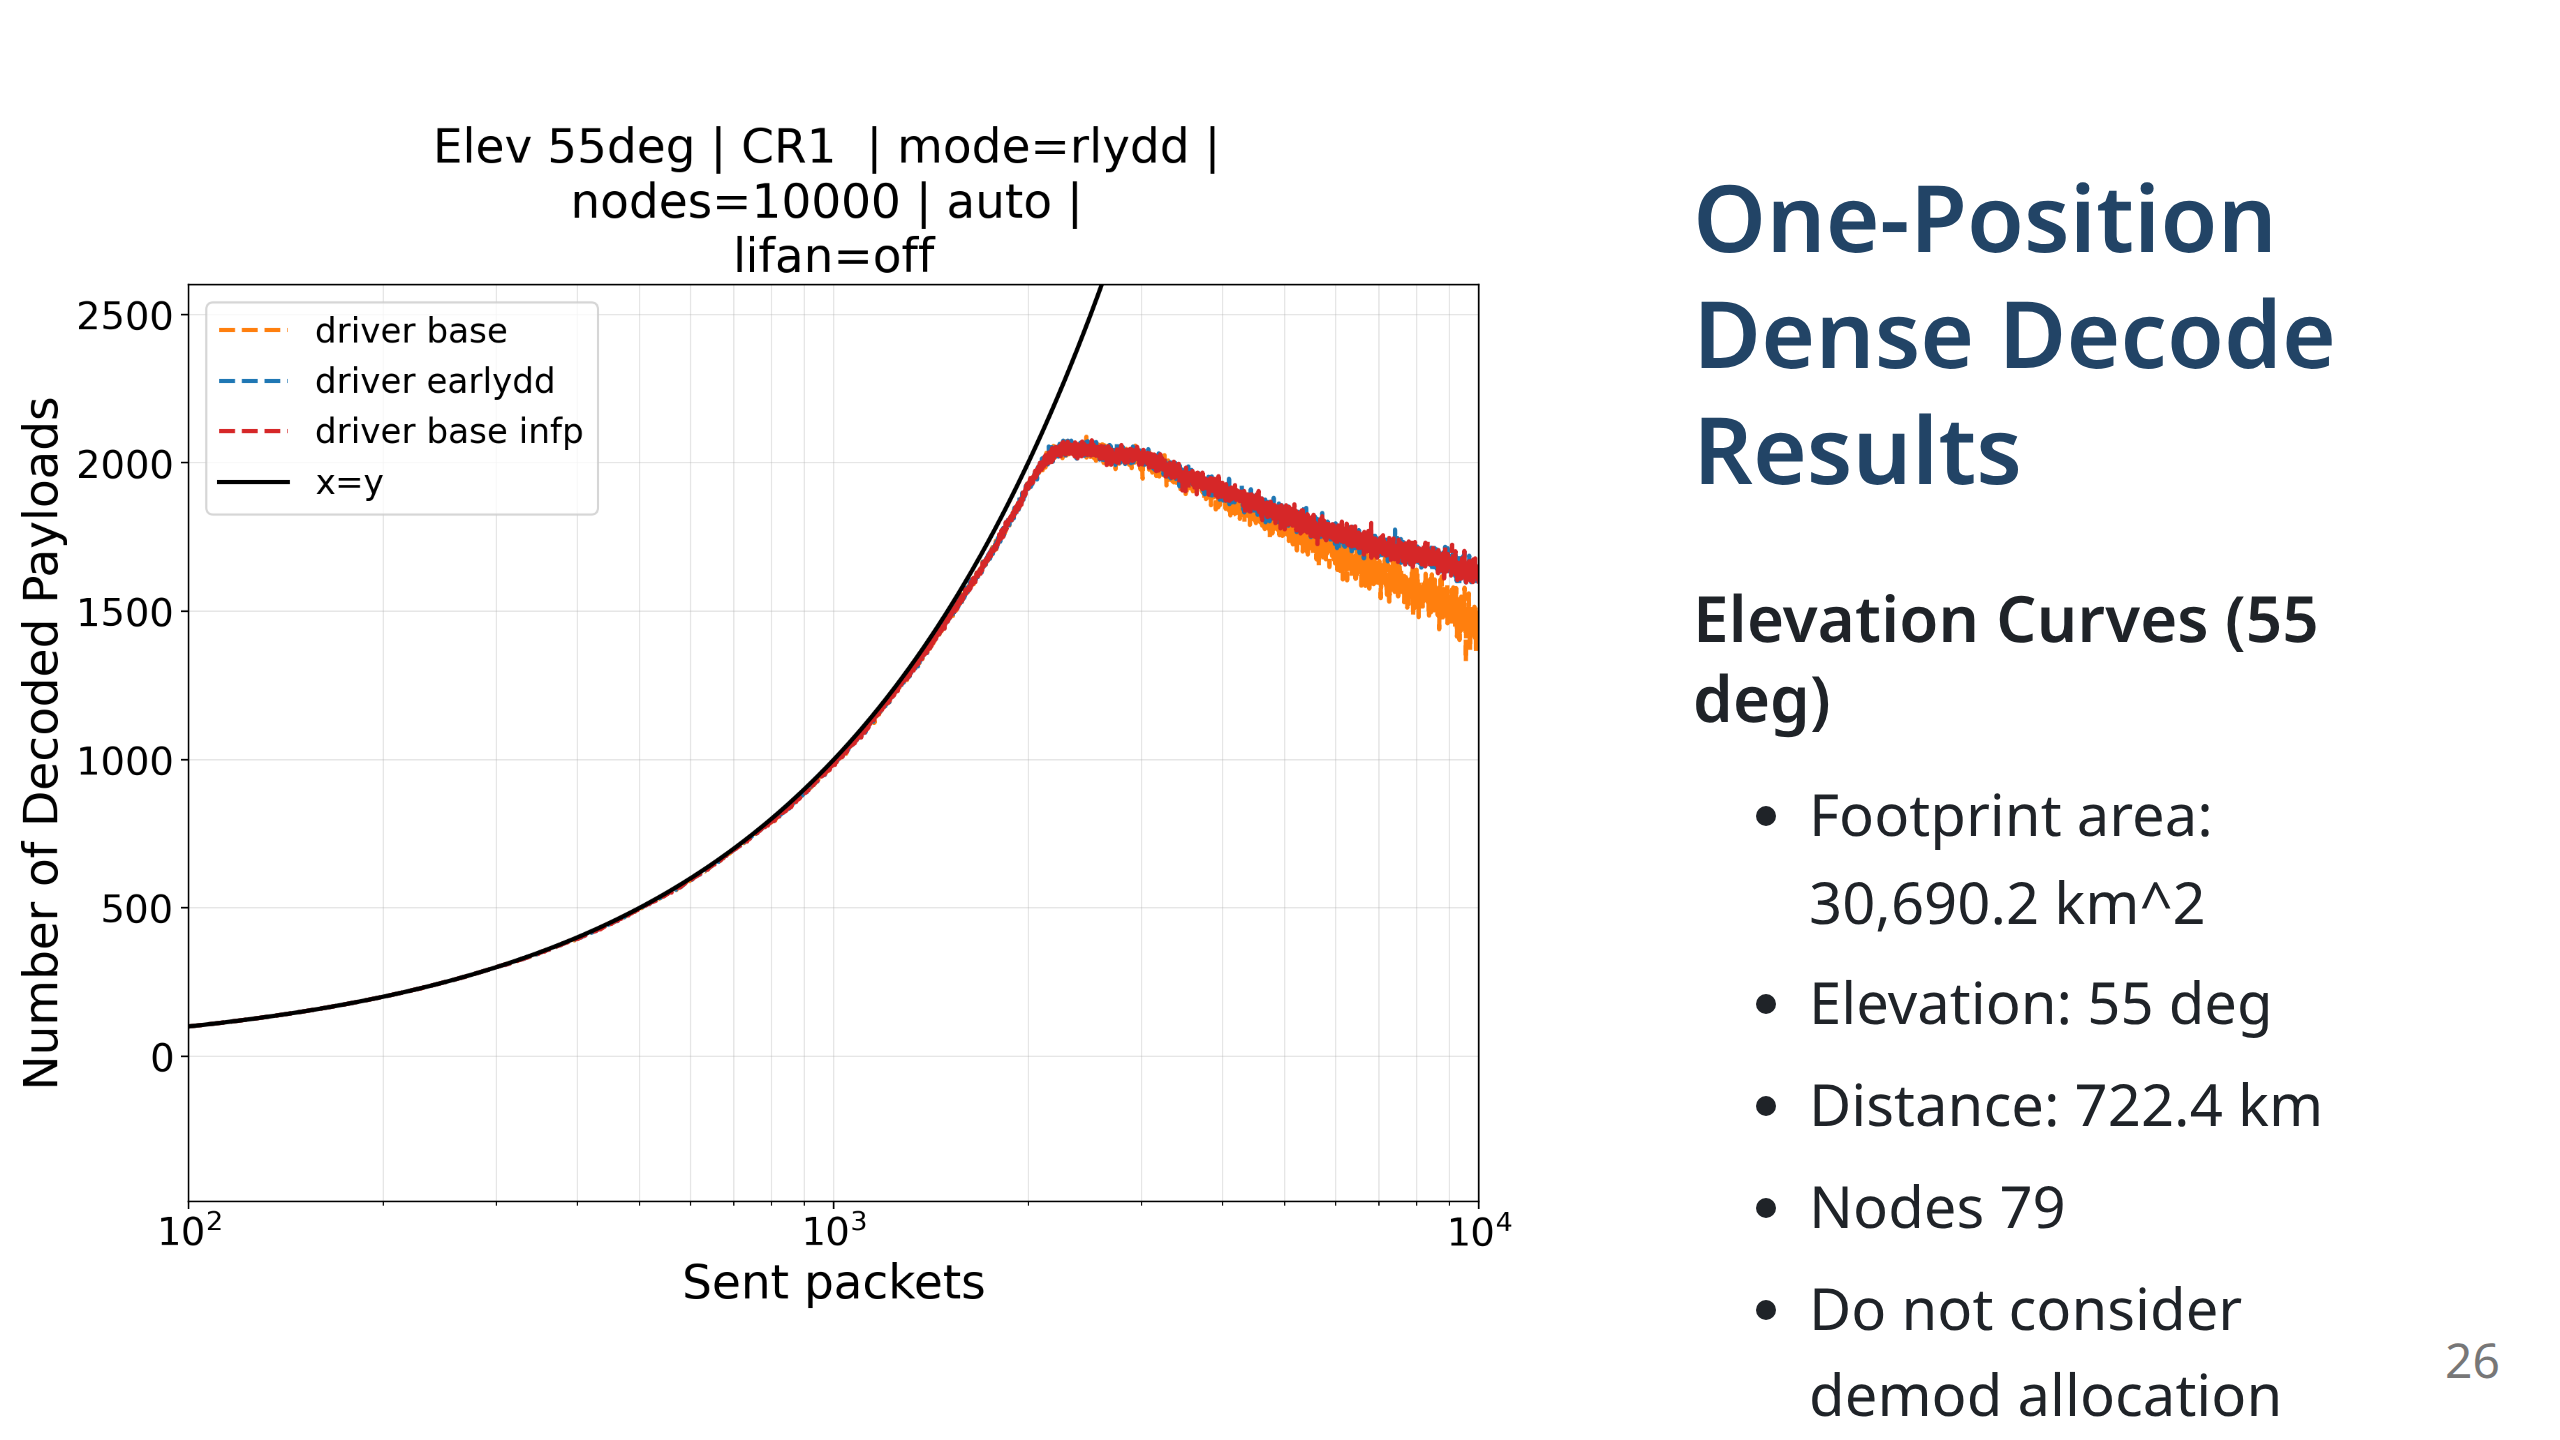 Elev 55deg | CR1  | mode=rlydd |
nodes=10000 | auto |
lifan=off
2500
2000
1500
1000
500
0
driver base
driver earlydd
driver base infp
x=y
Number of Decoded Payloads
10²
10³
10⁴
Sent packets
One-Position
Dense Decode
Results
Elevation Curves (55
deg)
• Footprint area:
30,690.2 km^2
• Elevation: 55 deg
• Distance: 722.4 km
• Nodes 79
• Do not consider
demod allocation
26